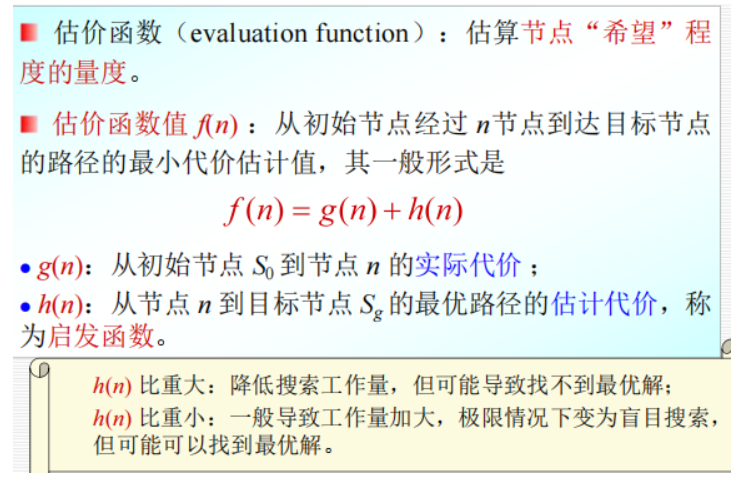 估价函数（evaluation function）：估算节点“希望”程
度的量度。
估价函数值 f(n)：从初始节点经过 n节点到达目标节点
的路径的最小代价估计值，其一般形式是
f(n) = g(n) + h(n)
g(n)：从初始节点 S₀ 到节点 n 的实际代价；
h(n)：从节点 n 到目标节点 Sg 的最优路径的估计代价，称
为启发函数。
h(n) 比重大：降低搜索工作量，但可能导致找不到最优解；
h(n) 比重小：一般导致工作量加大，极限情况下变为盲目搜索，
但可能可以找到最优解。